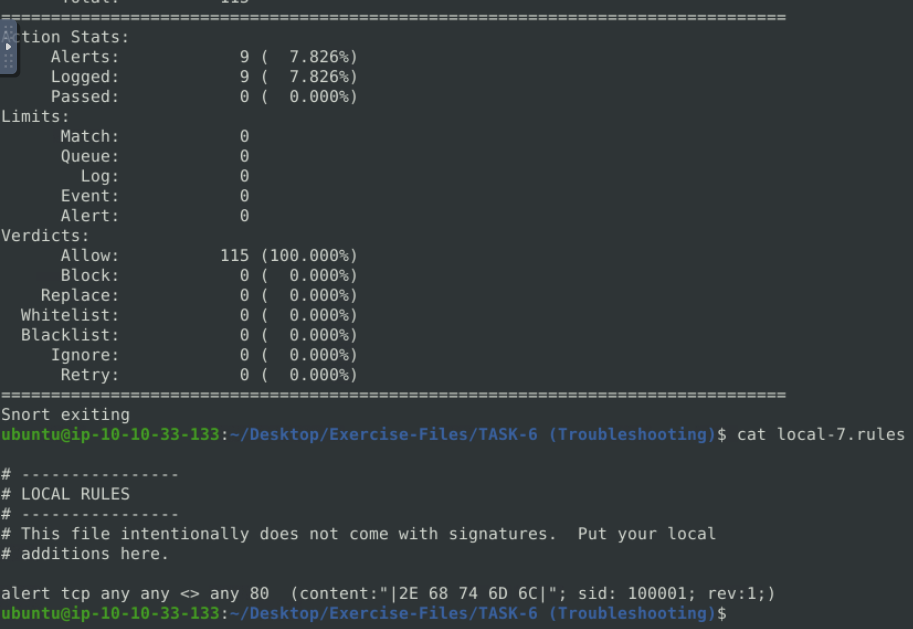 Total: 115
===============================================================================
Action Stats:
     Alerts:            9 (  7.826%)
     Logged:            9 (  7.826%)
     Passed:            0 (  0.000%)
Limits:
      Match:            0
      Queue:            0
        Log:            0
      Event:            0
      Alert:            0
Verdicts:
      Allow:          115 (100.000%)
      Block:            0 (  0.000%)
    Replace:            0 (  0.000%)
  Whitelist:            0 (  0.000%)
  Blacklist:            0 (  0.000%)
     Ignore:            0 (  0.000%)
      Retry:            0 (  0.000%)
===============================================================================
Snort exiting
ubuntu@ip-10-10-33-133:~/Desktop/Exercise-Files/TASK-6 (Troubleshooting)$ cat local-7.rules
# ----------------
# LOCAL RULES
# ----------------
# This file intentionally does not come with signatures.  Put your local
# additions here.
alert tcp any any <> any 80  (content:"|2E 68 74 6D 6C|"; sid: 100001; rev:1;)
ubuntu@ip-10-10-33-133:~/Desktop/Exercise-Files/TASK-6 (Troubleshooting)$